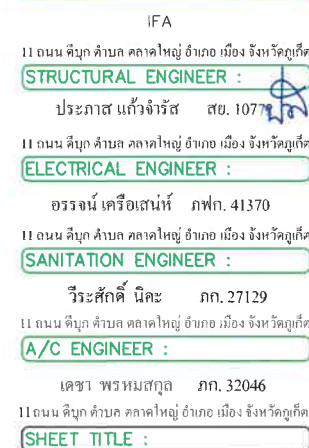 IFA
11 ถนน ดีบุก ตำบล ตลาดใหญ่ อำเภอ เมือง จังหวัดภูเก็ต
STRUCTURAL ENGINEER :
ประภาส แก้วจำรัส สย. 1077
11 ถนน ดีบุก ตำบล ตลาดใหญ่ อำเภอ เมือง จังหวัดภูเก็ต
ELECTRICAL ENGINEER :
อรรจน์ เครือเสน่ห์ ภฟก. 41370
11 ถนน ดีบุก ตำบล ตลาดใหญ่ อำเภอ เมือง จังหวัดภูเก็ต
SANITATION ENGINEER :
วีระศักดิ์ นิคะ ภก. 27129
11 ถนน ดีบุก ตำบล ตลาดใหญ่ อำเภอ เมือง จังหวัดภูเก็ต
A/C ENGINEER :
เดชา พรหมสกุล ภก. 32046
11 ถนน ดีบุก ตำบล ตลาดใหญ่ อำเภอ เมือง จังหวัดภูเก็ต
SHEET TITLE :